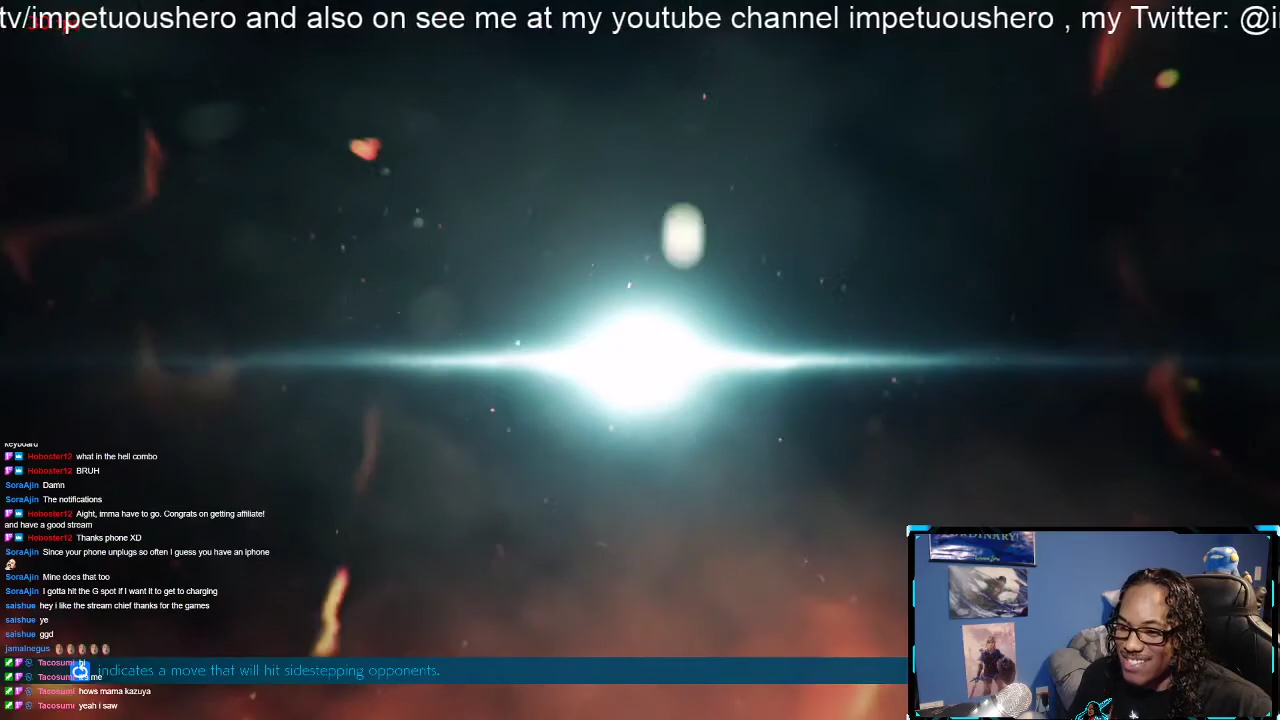 tv/impetuoushero and also on see me at my youtube channel impetuoushero , my Twitter: @i
keyboard
Hoboster12 what in the hell combo
Hoboster12 BRUH
SoraAjin Damn
SoraAjin The notifications
Hoboster12 Aight, imma have to go. Congrats on getting affiliate!
and have a good stream
Hoboster12 Thanks phone XD
SoraAjin Since your phone unplugs so often I guess you have an iphone
SoraAjin Mine does that too
SoraAjin I gotta hit the G spot if I want it to get to charging
saishue hey i like the stream chief thanks for the games
saishue ye
saishue ggd
jamalnegus
Tacosumi hi
indicates a move that will hit sidestepping opponents.
Tacosumi me
Tacosumi hows mama kazuya
Tacosumi yeah i saw
ORDINARY!